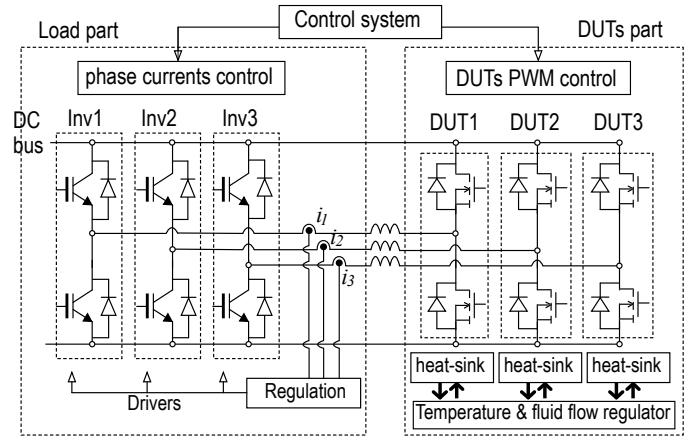 Control system
Load part
DUTs part
phase currents control
DUTs PWM control
DC
bus
Inv1
Inv2
Inv3
DUT1
DUT2
DUT3
i1
i2
i3
heat-sink
heat-sink
heat-sink
Regulation
Drivers
Temperature & fluid flow regulator